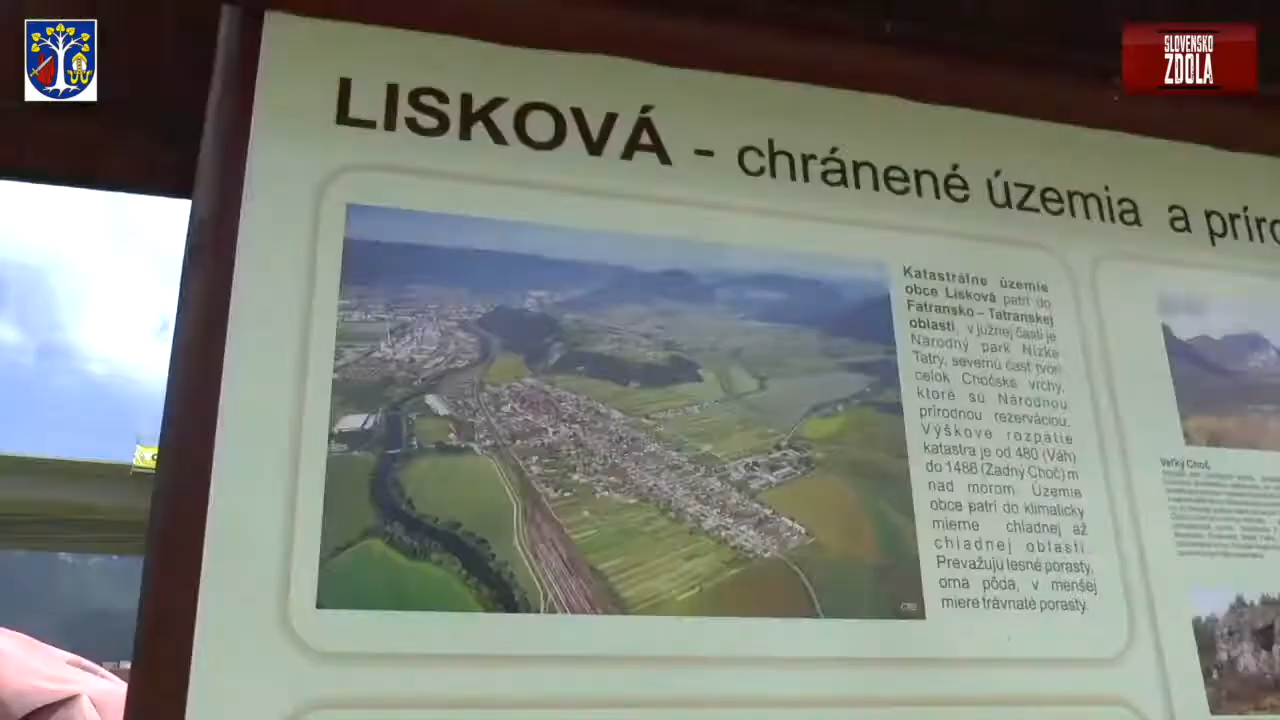 SLOVENSKO
ZDOLA
LISKOVÁ - chránené územia a príro
Katastrálne územie
obce Lisková patrí do
Fatransko – Tatranskej
oblasti, v južnej časti je
Národný park Nízke
Tatry, severnú časť tvorí
celok Chočské vrchy,
ktoré sú Národnou
prírodnou rezerváciou.
Výškové rozpätie
katastra je od 480 (Váh)
do 1488 (Zadný Choč) m
nad morom. Územie
obce patrí do klimaticky
mierne chladnej až
chladnej oblasti.
Prevažujú lesné porasty,
orná pôda, v menšej
miere trávnaté porasty.
Veľký Choč